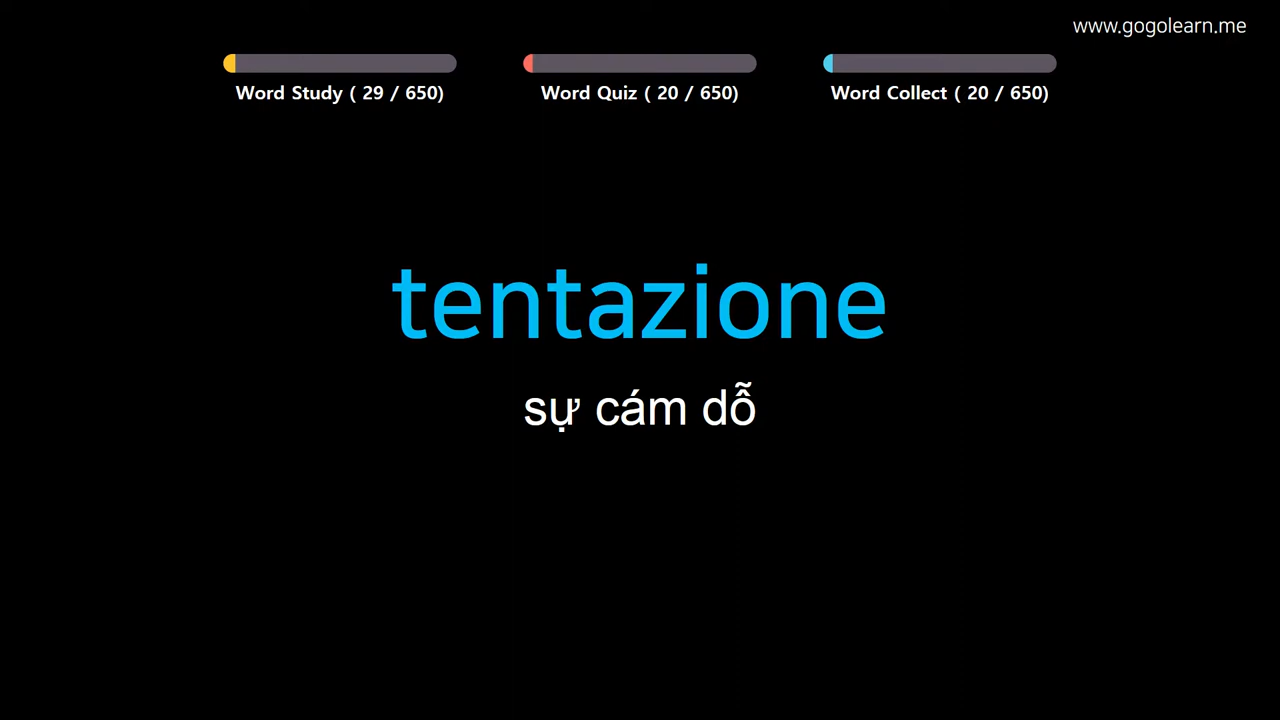 www.gogolearn.me
Word Study ( 29 / 650)
Word Quiz ( 20 / 650)
Word Collect ( 20 / 650)
tentazione
sự cám dỗ